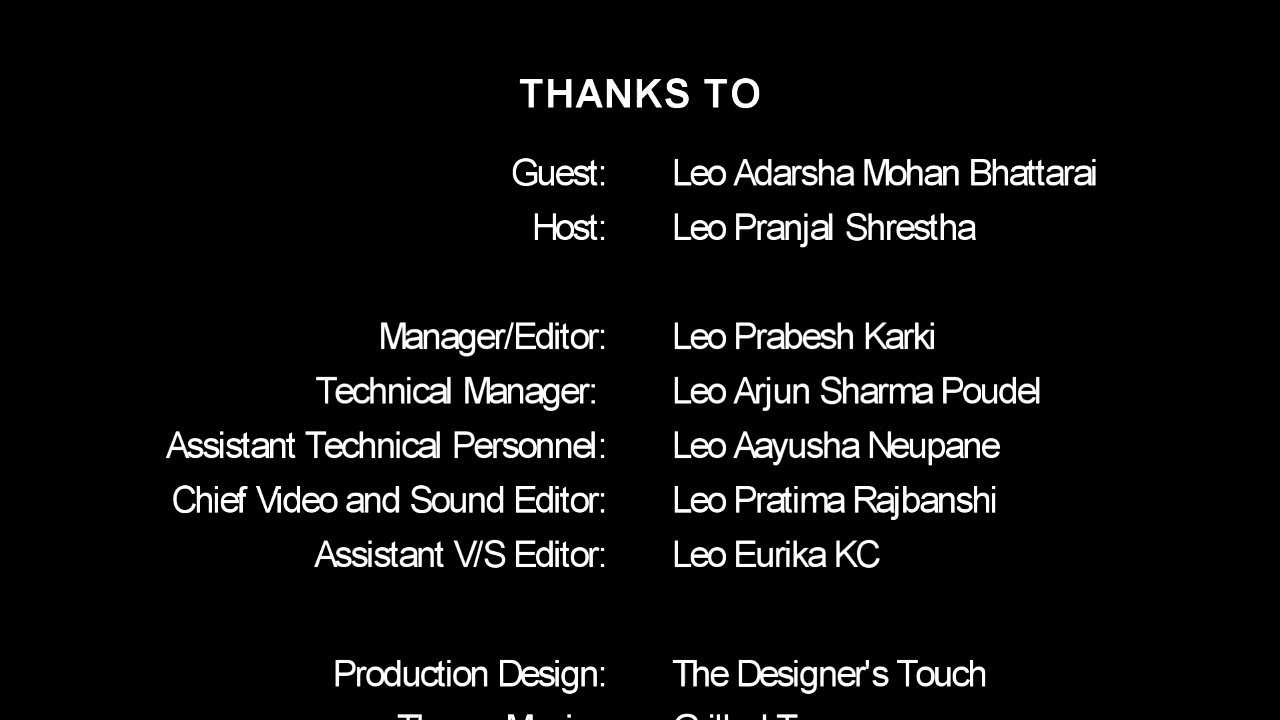 THANKS TO
Guest: Leo Adarsha Mohan Bhattarai
Host: Leo Pranjal Shrestha
Manager/Editor: Leo Prabesh Karki
Technical Manager: Leo Arjun Sharma Poudel
Assistant Technical Personnel: Leo Aayusha Neupane
Chief Video and Sound Editor: Leo Pratima Rajbanshi
Assistant V/S Editor: Leo Eurika KC
Production Design: The Designer's Touch